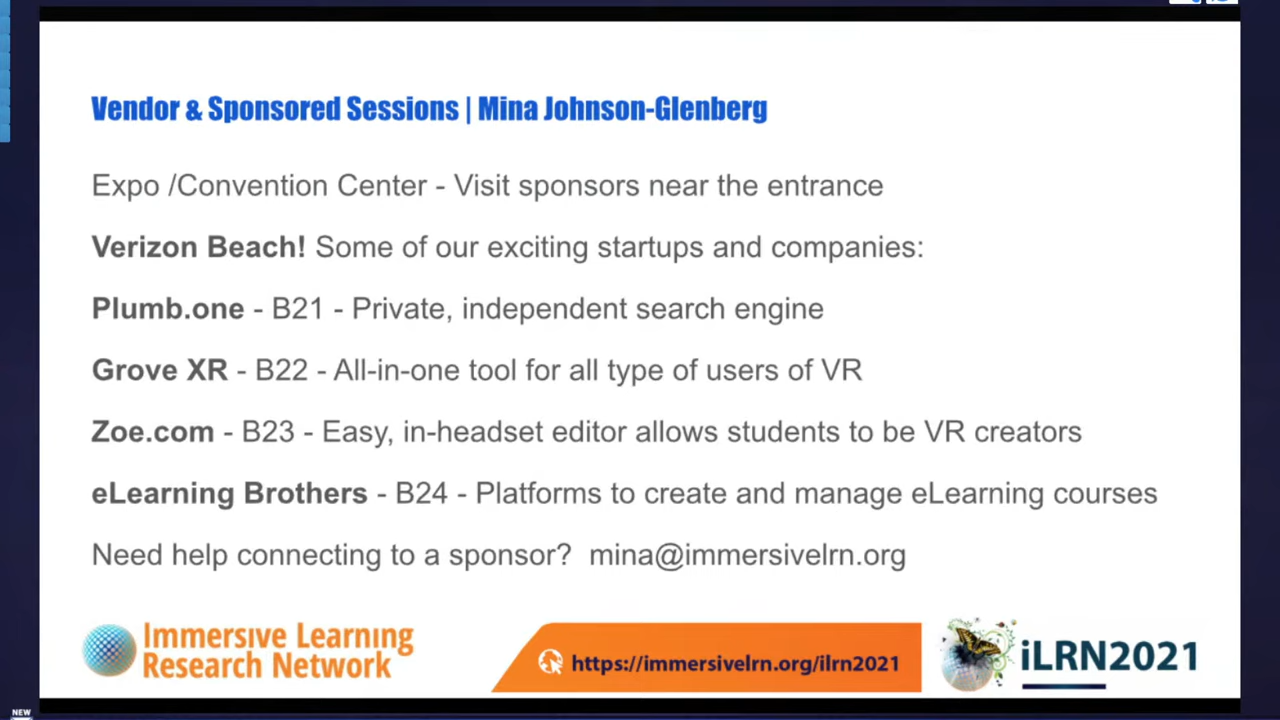 Vendor & Sponsored Sessions | Mina Johnson-Glenberg
Expo /Convention Center - Visit sponsors near the entrance
Verizon Beach! Some of our exciting startups and companies:
Plumb.one - B21 - Private, independent search engine
Grove XR - B22 - All-in-one tool for all type of users of VR
Zoe.com - B23 - Easy, in-headset editor allows students to be VR creators
eLearning Brothers - B24 - Platforms to create and manage eLearning courses
Need help connecting to a sponsor? mina@immersivelrn.org
Immersive Learning
Research Network
https://immersivelrn.org/ilrn2021
iLRN2021
NEW